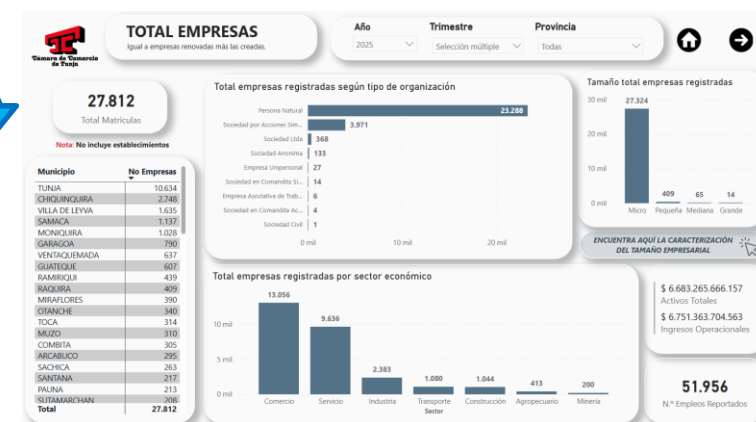 Cámara de Comercio
de Tunja
TOTAL EMPRESAS
Igual a empresas renovadas más las creadas.
Año
2025
Trimestre
Selección múltiple
Provincia
Todas
27.812
Total Matriculas
Nota: No incluye establecimientos
Municipio No Empresas
TUNJA 10.634
CHIQUINQUIRA 2.748
VILLA DE LEYVA 1.635
SAMACA 1.137
MONIQUIRA 1.028
GARAGOA 790
VENTAQUEMADA 637
GUATEQUE 607
RAMIRIQUI 439
RAQUIRA 409
MIRAFLORES 390
OTANCHE 340
TOCA 314
MUZO 310
COMBITA 305
ARCABUCO 295
SACHICA 263
SANTANA 217
PAUNA 213
SUTAMARCHAN 208
Total 27.812
Total empresas registradas según tipo de organización
Persona Natural 23.288
Sociedad por Acciones Sim... 3.971
Sociedad Ltda 368
Sociedad Anonima 133
Empresa Unipersonal 27
Sociedad en Comandita Si... 14
Empresa Asociativa de Trab... 6
Sociedad en Comandita Ac... 4
Sociedad Civil 1
0 mil 10 mil 20 mil
Tamaño total empresas registradas
30 mil
20 mil
10 mil
0 mil
27.324 409 65 14
Micro Pequeña Mediana Grande
ENCUENTRA AQUÍ LA CARACTERIZACIÓN
DEL TAMAÑO EMPRESARIAL
Total empresas registradas por sector económico
10 mil
5 mil
0 mil
13.056 9.636 2.383 1.080 1.044 413 200
Comercio Servicio Industria Transporte Construcción Agropecuario Minería
Sector
$ 6.683.265.666.157
Activos Totales
$ 6.751.363.704.563
Ingresos Operacionales
51.956
N.º Empleos Reportados